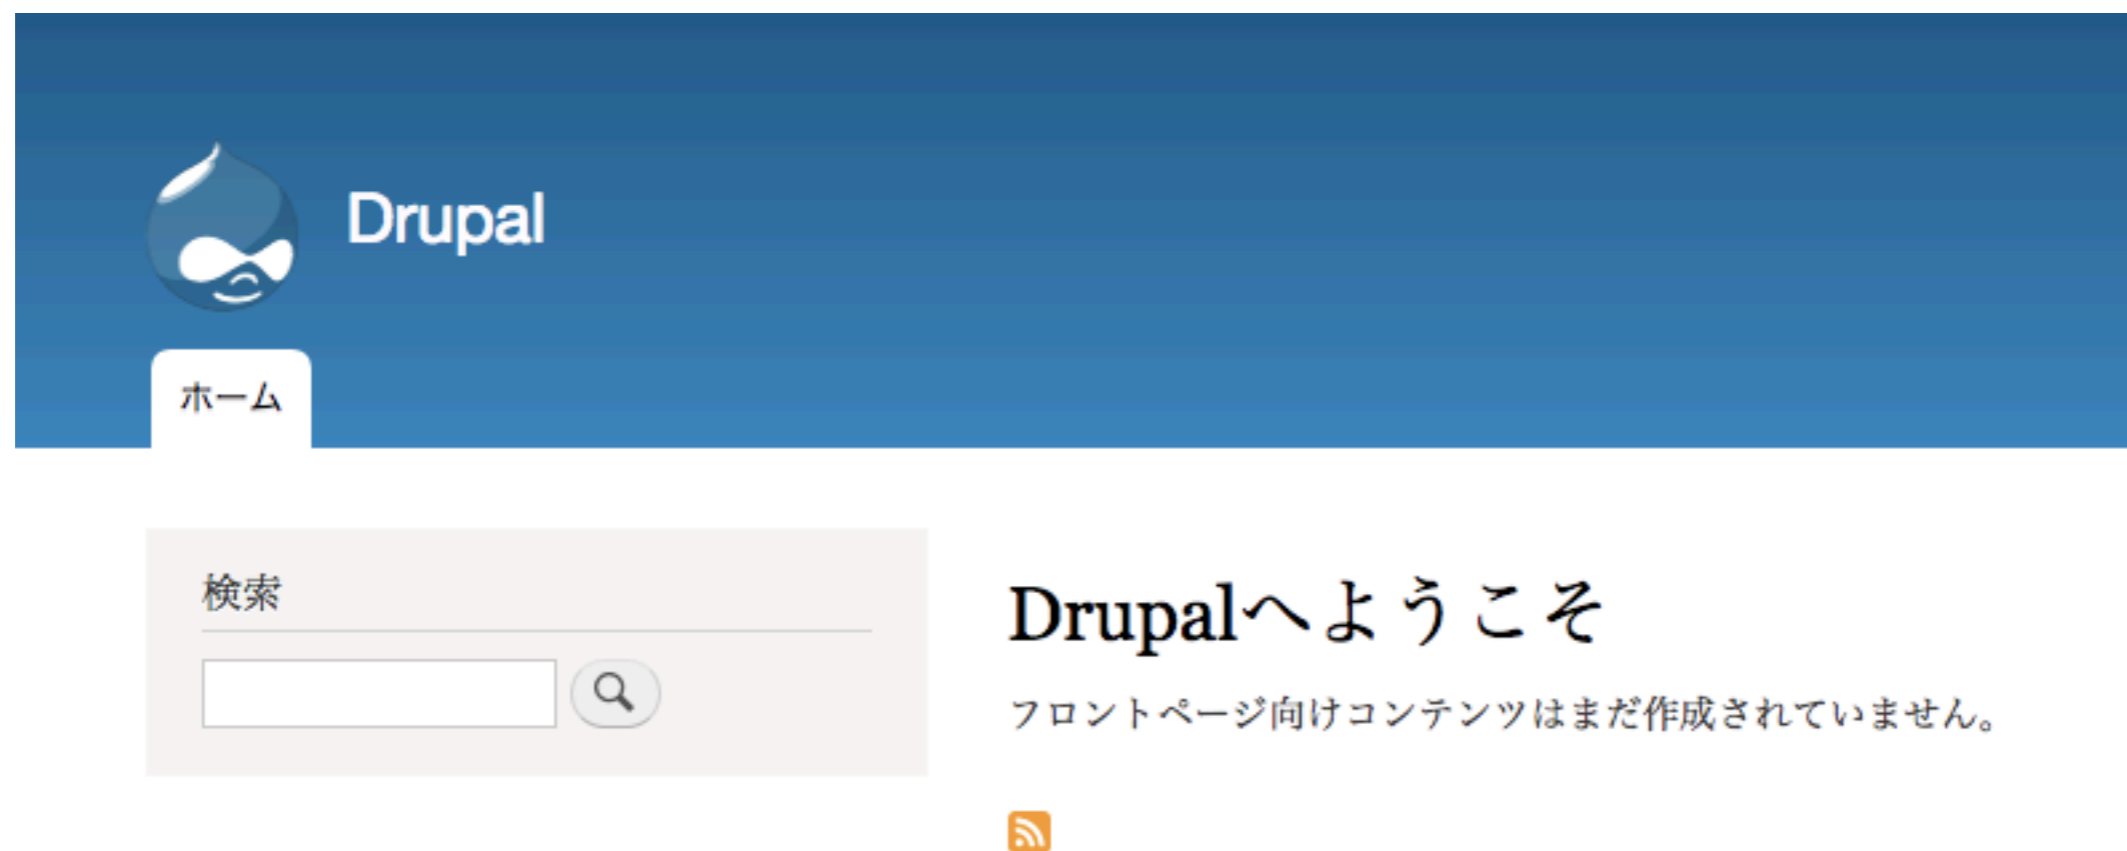 Drupal
ホーム
検索
Drupalへようこそ
フロントページ向けコンテンツはまだ作成されていません。